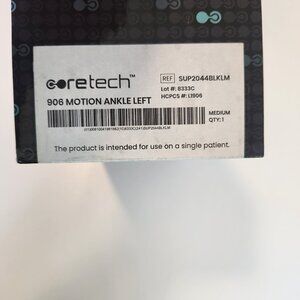 coretech™
REF SUP2044BLKLM
Lot #: 8333C
HCPCS #: L1906
906 MOTION ANKLE LEFT
MEDIUM
QTY: 1
The product is intended for use on a single patient.